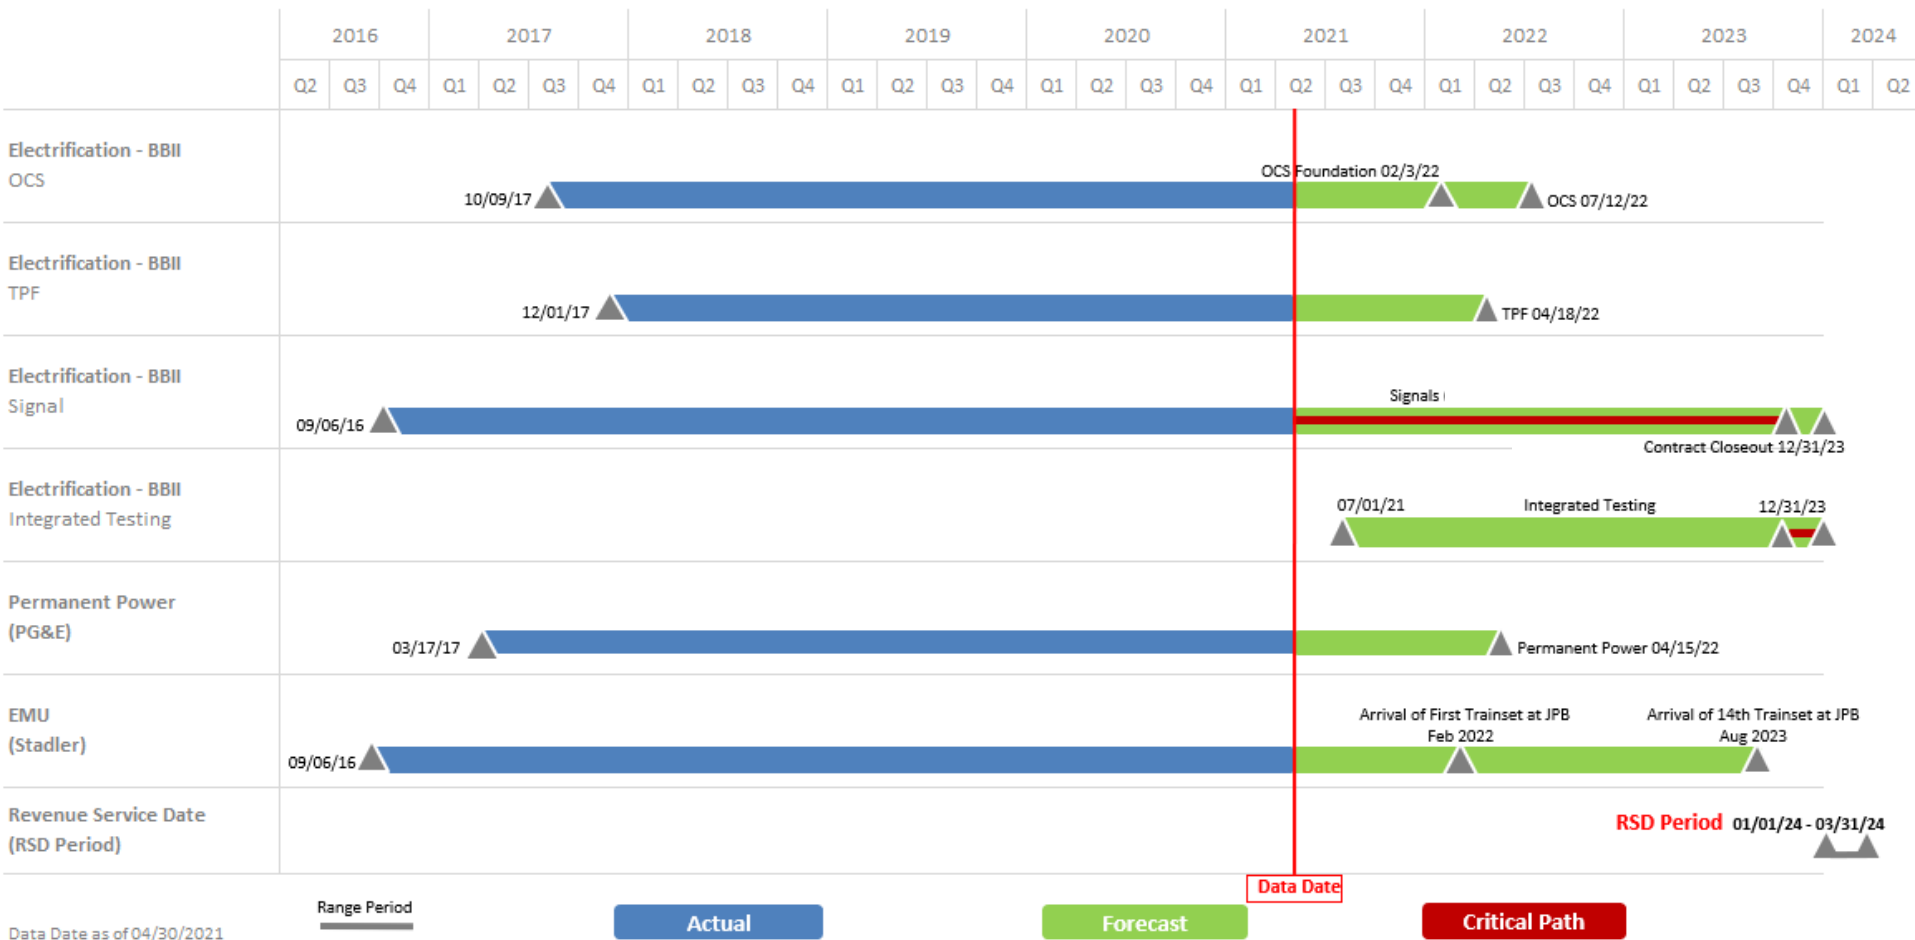 2016 2017 2018 2019 2020 2021 2022 2023 2024
Q2 Q3 Q4 Q1 Q2 Q3 Q4 Q1 Q2 Q3 Q4 Q1 Q2 Q3 Q4 Q1 Q2 Q3 Q4 Q1 Q2 Q3 Q4 Q1 Q2 Q3 Q4 Q1 Q2 Q3 Q4 Q1 Q2
Electrification - BBII
OCS
10/09/17
OCS Foundation 02/3/22
OCS 07/12/22
Electrification - BBII
TPF
12/01/17
TPF 04/18/22
Electrification - BBII
Signal
09/06/16
Signals
Contract Closeout 12/31/23
Electrification - BBII
Integrated Testing
07/01/21
Integrated Testing
12/31/23
Permanent Power
(PG&E)
03/17/17
Permanent Power 04/15/22
EMU
(Stadler)
09/06/16
Arrival of First Trainset at JPB
Feb 2022
Arrival of 14th Trainset at JPB
Aug 2023
Revenue Service Date
(RSD Period)
RSD Period 01/01/24 - 03/31/24
Data Date
Data Date as of 04/30/2021
Range Period
Actual
Forecast
Critical Path